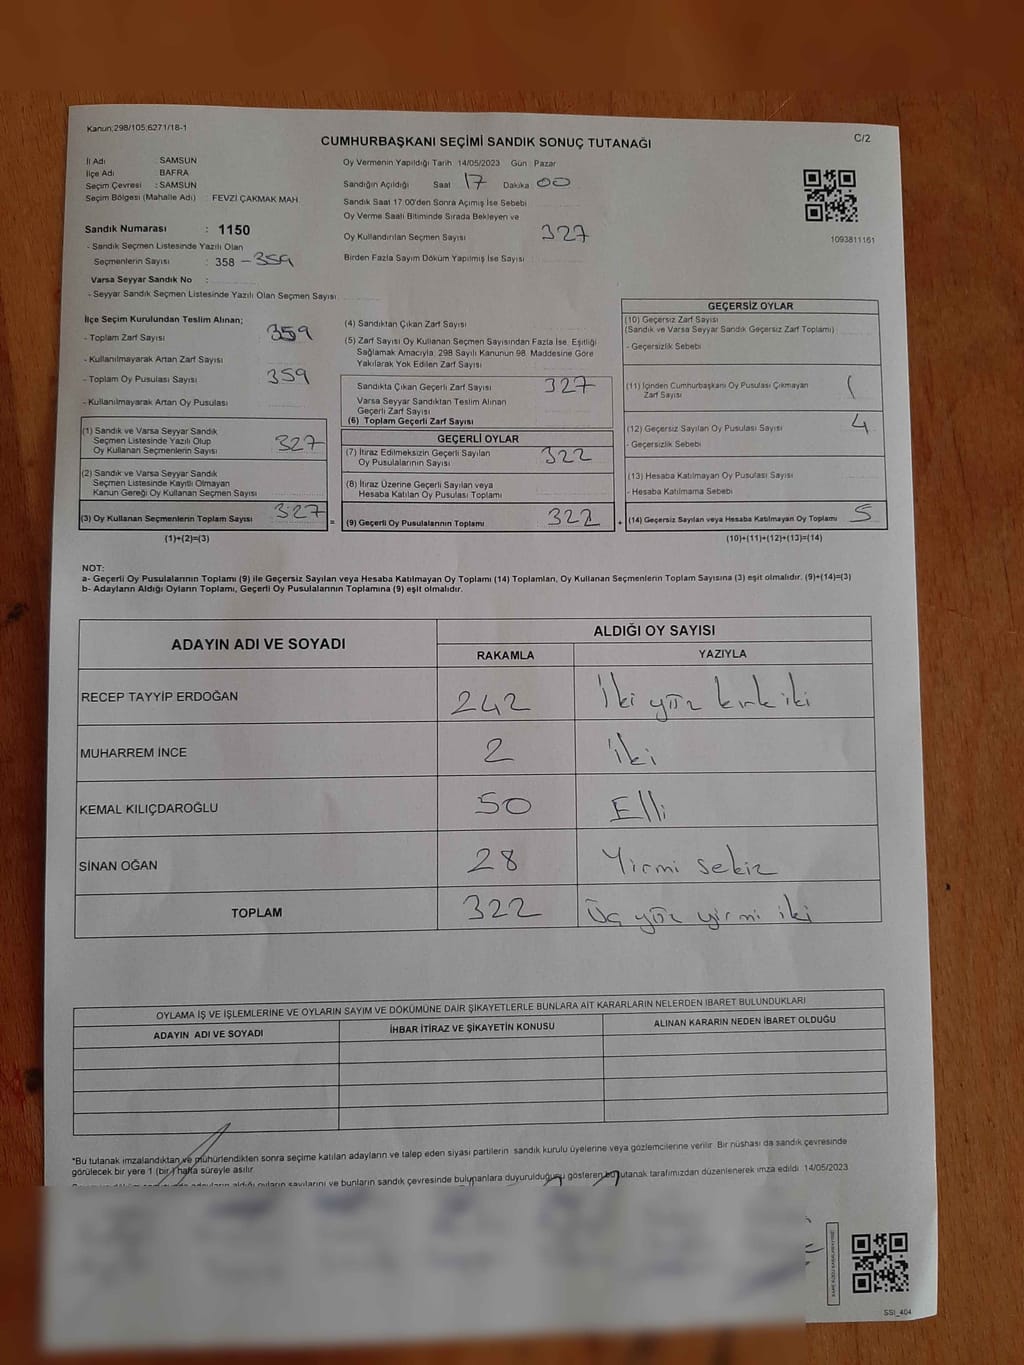 Kanun;298/105;6271/18-1
C/2
CUMHURBAŞKANI SEÇİMİ SANDIK SONUÇ TUTANAĞI
İl Adı : SAMSUN
İlçe Adı : BAFRA
Seçim Çevresi : SAMSUN
Seçim Bölgesi (Mahalle Adı) : FEVZİ ÇAKMAK MAH
Sandık Numarası : 1150
- Sandık Seçmen Listesinde Yazılı Olan
Seçmenlerin Sayısı : 358 - 359
Varsa Seyyar Sandık No :
- Seyyar Sandık Seçmen Listesinde Yazılı Olan Seçmen Sayısı
Oy Vermenin Yapıldığı Tarih 14/05/2023 Gün Pazar
Sandığın Açıldığı Saat 17 Dakika 00
Sandık Saat 17:00'den Sonra Açılmış İse Sebebi
Oy Verme Saati Bitiminde Sırada Bekleyen ve
Oy Kullandırılan Seçmen Sayısı 327
Birden Fazla Sayım Döküm Yapılmış İse Sayısı
1093811161
İlçe Seçim Kurulundan Teslim Alınan;
- Toplam Zarf Sayısı 359
- Kullanılmayarak Artan Zarf Sayısı
- Toplam Oy Pusulası Sayısı 359
- Kullanılmayarak Artan Oy Pusulası
(1) Sandık ve Varsa Seyyar Sandık
Seçmen Listesinde Yazılı Olup
Oy Kullanan Seçmenlerin Sayısı 327
(2) Sandık ve Varsa Seyyar Sandık
Seçmen Listesinde Kayıtlı Olmayan
Kanun Gereği Oy Kullanan Seçmen Sayısı
(3) Oy Kullanan Seçmenlerin Toplam Sayısı 327 =
(1)+(2)=(3)
(4) Sandıktan Çıkan Zarf Sayısı
(5) Zarf Sayısı Oy Kullanan Seçmen Sayısından Fazla İse, Eşitliği
Sağlamak Amacıyla; 298 Sayılı Kanunun 98. Maddesine Göre
Yakılarak Yok Edilen Zarf Sayısı
Sandıkta Çıkan Geçerli Zarf Sayısı 327
Varsa Seyyar Sandıktan Teslim Alınan
Geçerli Zarf Sayısı
(6) Toplam Geçerli Zarf Sayısı
GEÇERLİ OYLAR
(7) İtiraz Edilmeksizin Geçerli Sayılan
Oy Pusulalarının Sayısı 322
(8) İtiraz Üzerine Geçerli Sayılan veya
Hesaba Katılan Oy Pusulası Toplamı
(9) Geçerli Oy Pusulalarının Toplamı 322 +
GEÇERSİZ OYLAR
(10) Geçersiz Zarf Sayısı
(Sandık ve Varsa Seyyar Sandık Geçersiz Zarf Toplamı)
- Geçersizlik Sebebi
(11) İçinden Cumhurbaşkanı Oy Pusulası Çıkmayan
Zarf Sayısı 1
(12) Geçersiz Sayılan Oy Pusulası Sayısı 4
- Geçersizlik Sebebi
(13) Hesaba Katılmayan Oy Pusulası Sayısı
- Hesaba Katılmama Sebebi
(14) Geçersiz Sayılan veya Hesaba Katılmayan Oy Toplamı 5
(10)+(11)+(12)+(13)=(14)
NOT:
a- Geçerli Oy Pusulalarının Toplamı (9) ile Geçersiz Sayılan veya Hesaba Katılmayan Oy Toplamı (14) Toplamları, Oy Kullanan Seçmenlerin Toplam Sayısına (3) eşit olmalıdır. (9)+(14)=(3)
b- Adayların Aldığı Oyların Toplamı, Geçerli Oy Pusulalarının Toplamına (9) eşit olmalıdır.
ADAYIN ADI VE SOYADI
ALDIĞI OY SAYISI
RAKAMLA YAZIYLA
RECEP TAYYİP ERDOĞAN 242 İki yüz kırk iki
MUHARREM İNCE 2 İki
KEMAL KILIÇDAROĞLU 50 Elli
SİNAN OĞAN 28 Yirmi sekiz
TOPLAM 322 Üç yüz yirmi iki
OYLAMA İŞ VE İŞLEMLERİNE VE OYLARIN SAYIM VE DÖKÜMÜNE DAİR ŞİKAYETLERLE BUNLARA AİT KARARLARIN NELERDEN İBARET BULUNDUKLARI
ADAYIN ADI VE SOYADI İHBAR İTİRAZ VE ŞİKAYETİN KONUSU ALINAN KARARIN NEDEN İBARET OLDUĞU
*Bu tutanak imzalandıktan ve mühürlendikten sonra seçime katılan adayların ve talep eden siyasi partilerin sandık kurulu üyelerine veya gözlemcilerine verilir. Bir nüshası da sandık çevresinde
görülecek bir yere 1 (bir) hafta süreyle asılır.
adayların aldığı oyların sayılarını ve bunların sandık çevresinde bulunanlara duyurulduğunu gösteren bu tutanak tarafımızdan düzenlenerek imza edildi. 14/05/2023
SSİ_404